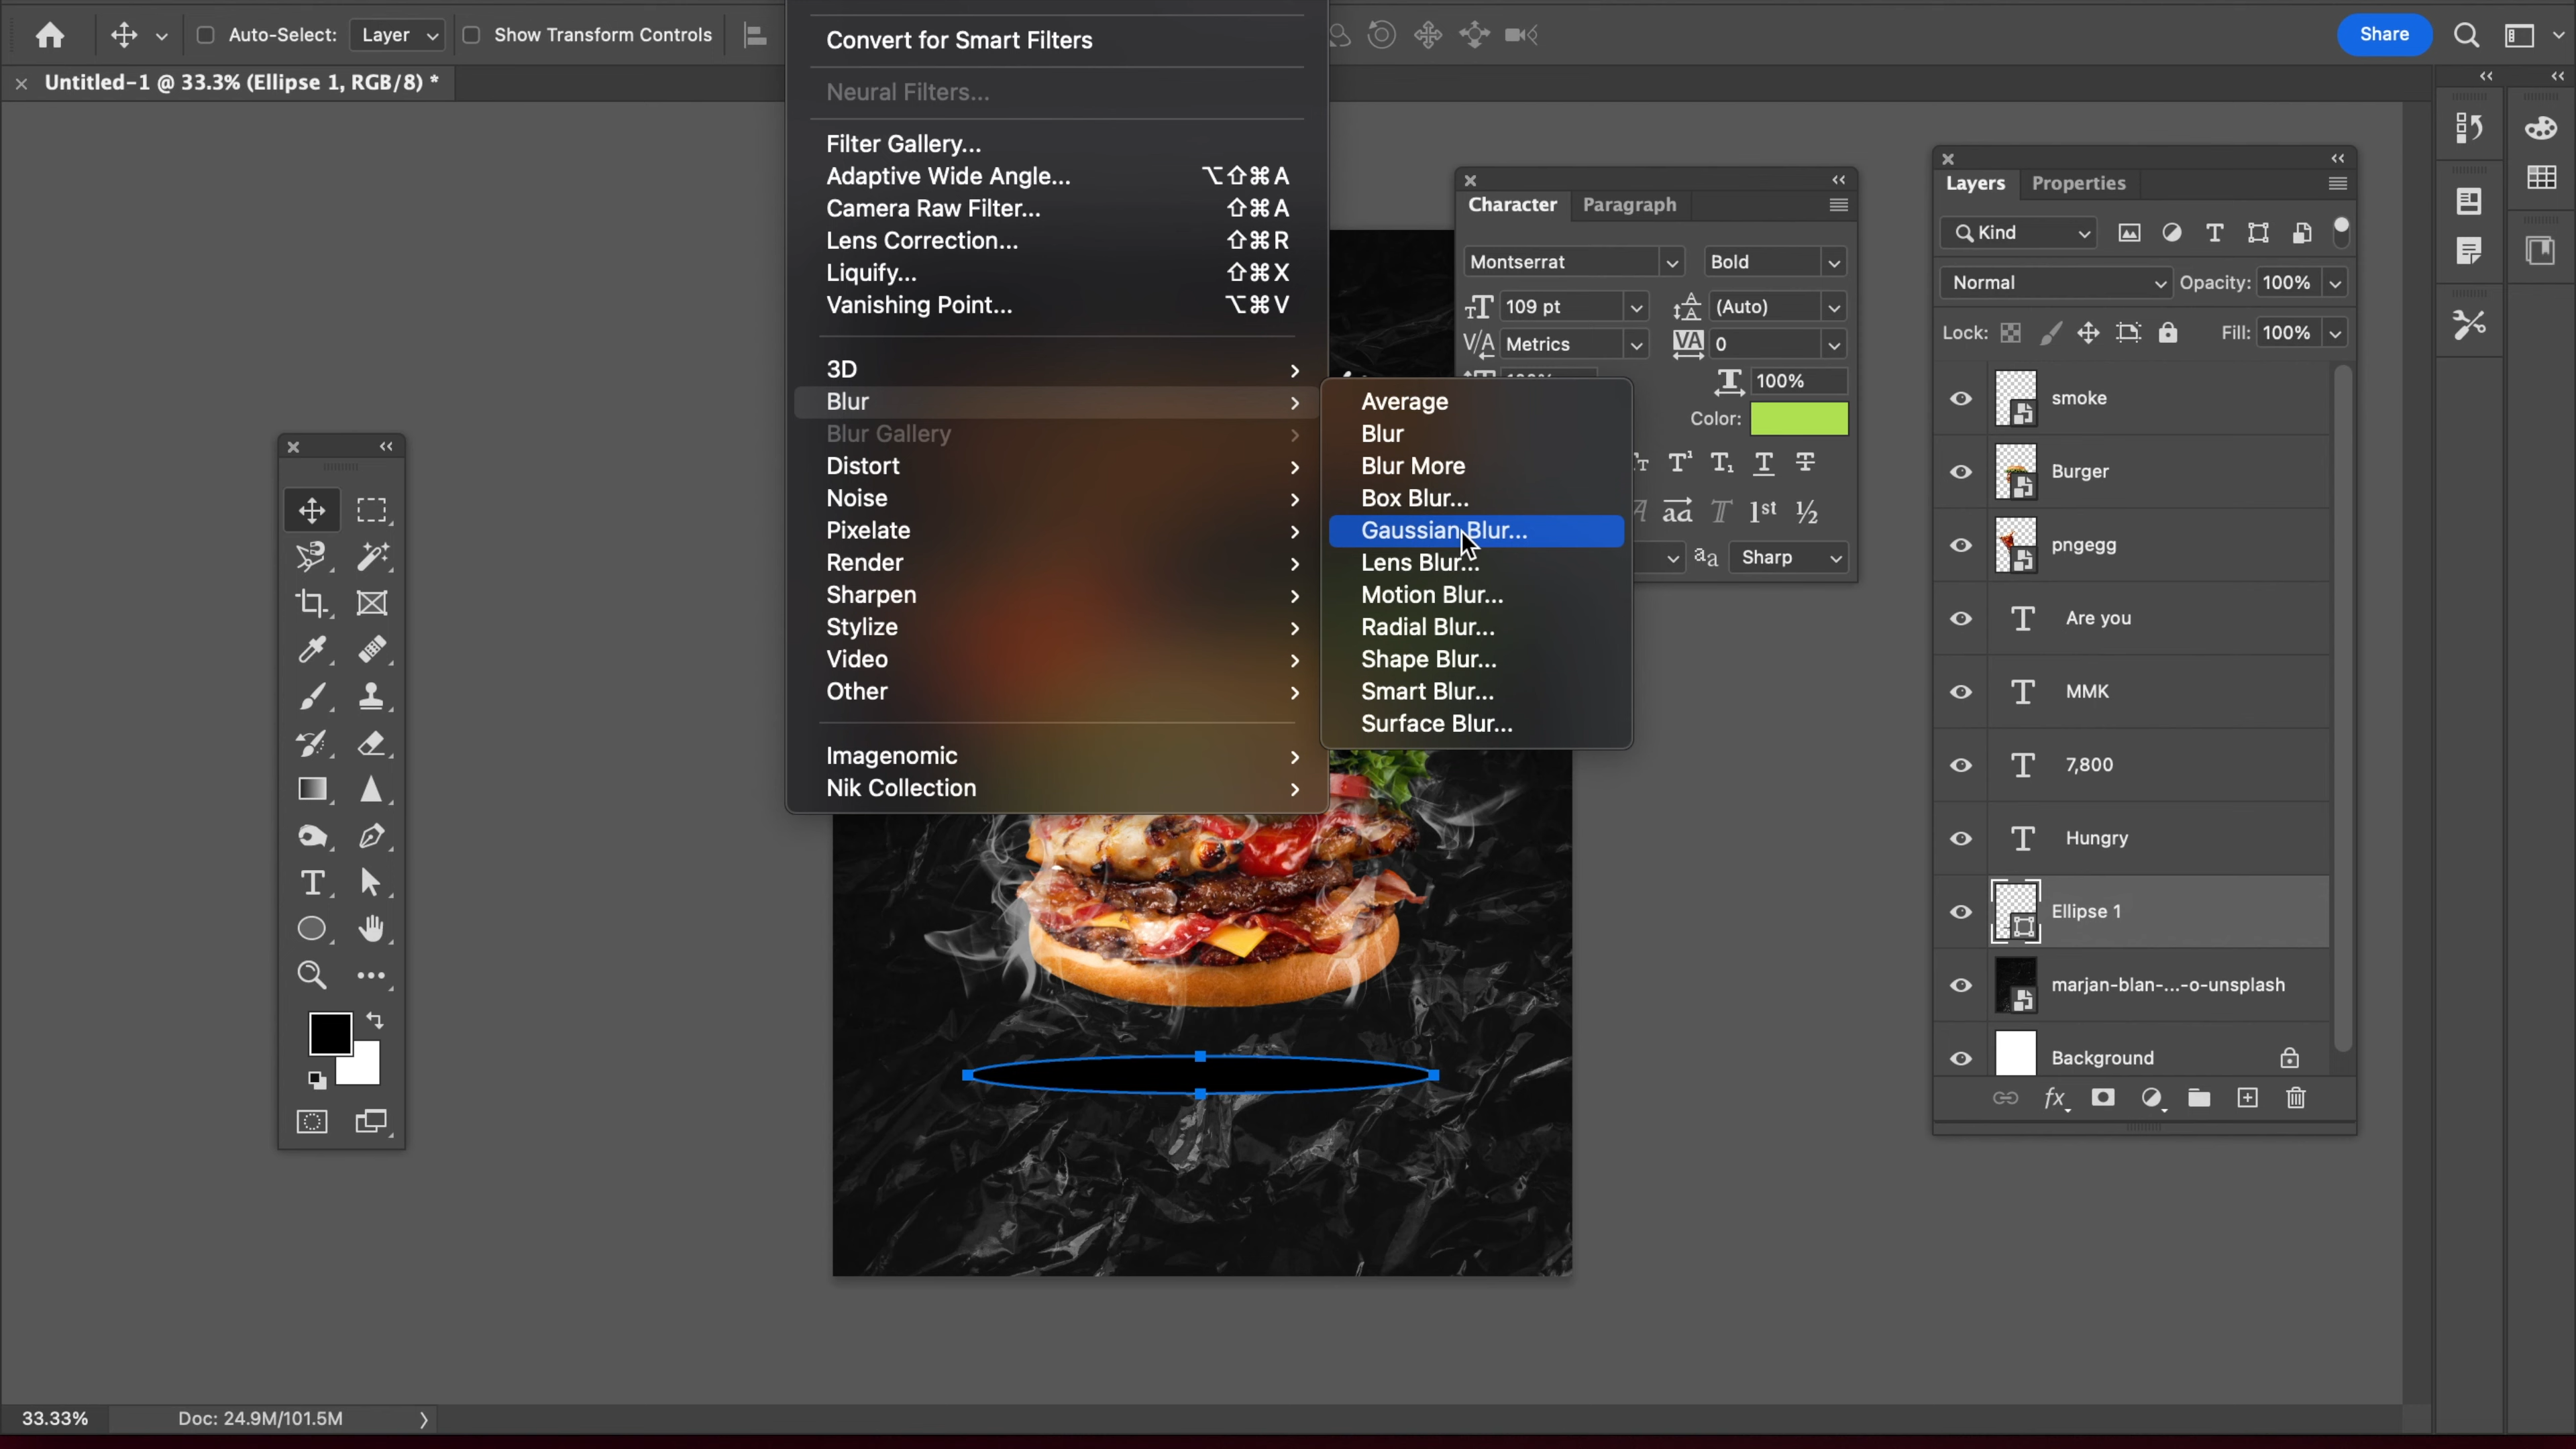 Auto-Select: Layer Show Transform Controls
Share
Untitled-1 @ 33.3% (Ellipse 1, RGB/8) *
Convert for Smart Filters
Neural Filters...
Filter Gallery...
Adaptive Wide Angle... ⌥⇧⌘A
Camera Raw Filter... ⇧⌘A
Lens Correction... ⇧⌘R
Liquify... ⇧⌘X
Vanishing Point... ⌥⌘V
3D
Blur
Blur Gallery
Distort
Noise
Pixelate
Render
Sharpen
Stylize
Video
Other
Imagenomic
Nik Collection
Average
Blur
Blur More
Box Blur...
Gaussian Blur...
Lens Blur...
Motion Blur...
Radial Blur...
Shape Blur...
Smart Blur...
Surface Blur...
Character Paragraph
Montserrat Bold
109 pt (Auto)
Metrics 0
100%
Color:
1st ½
aa Sharp
Layers Properties
Kind
Normal Opacity: 100%
Lock: Fill: 100%
smoke
Burger
pngegg
Are you
MMK
7,800
Hungry
Ellipse 1
marjan-blan-...-o-unsplash
Background
fx
33.33% Doc: 24.9M/101.5M